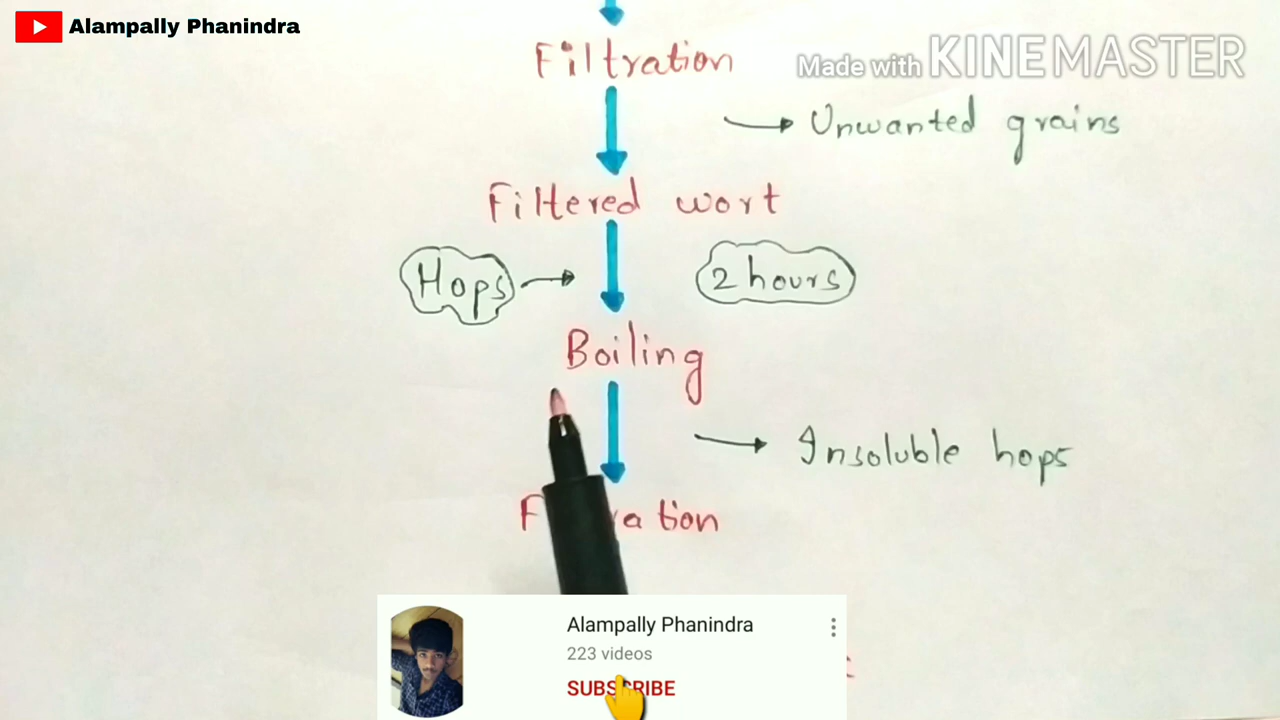 Alampally Phanindra
Made with KINEMASTER
Filtration
Unwanted grains
Filtered wort
Hops
2 hours
Boiling
Insoluble hops
Alampally Phanindra
223 videos
SUBSCRIBE